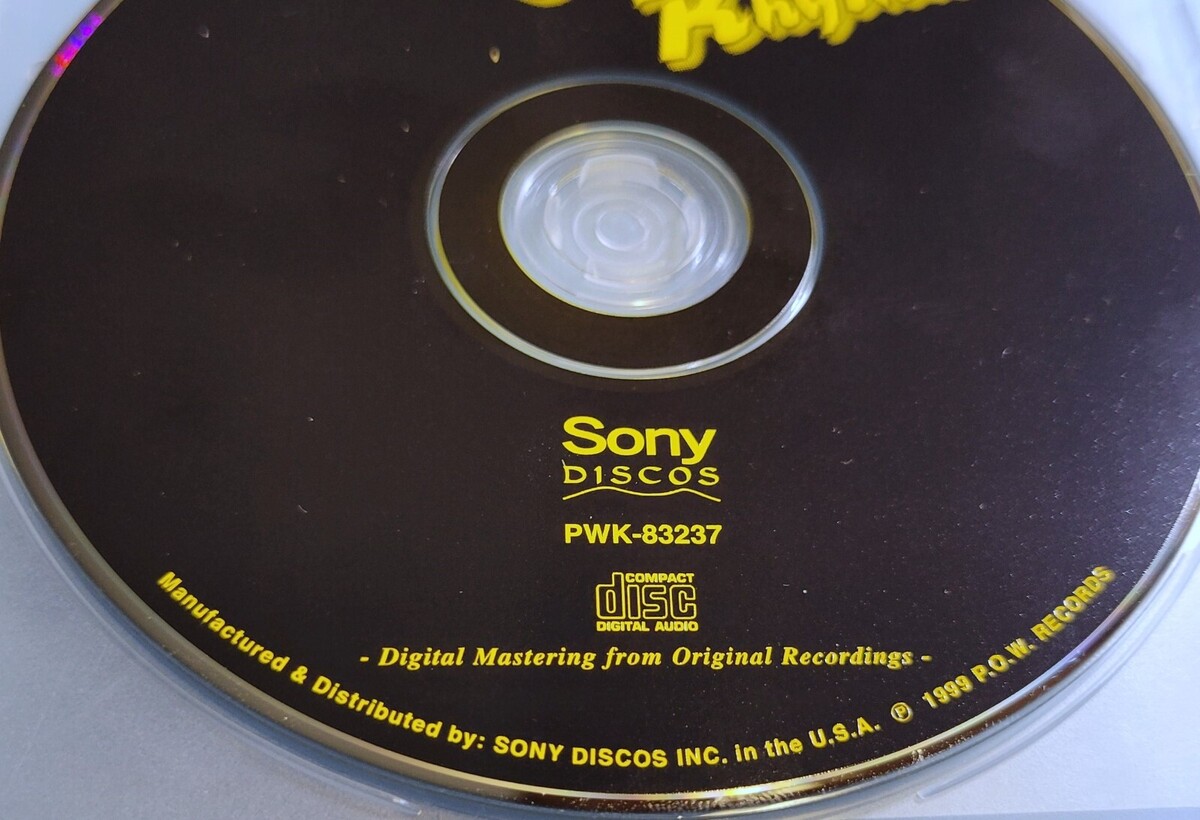 Sony
DISCOS
PWK-83237
COMPACT
disc
DIGITAL AUDIO
- Digital Mastering from Original Recordings -
Manufactured & Distributed by: SONY DISCOS INC. in the U.S.A. ℗ 1999 P.O.W. RECORDS